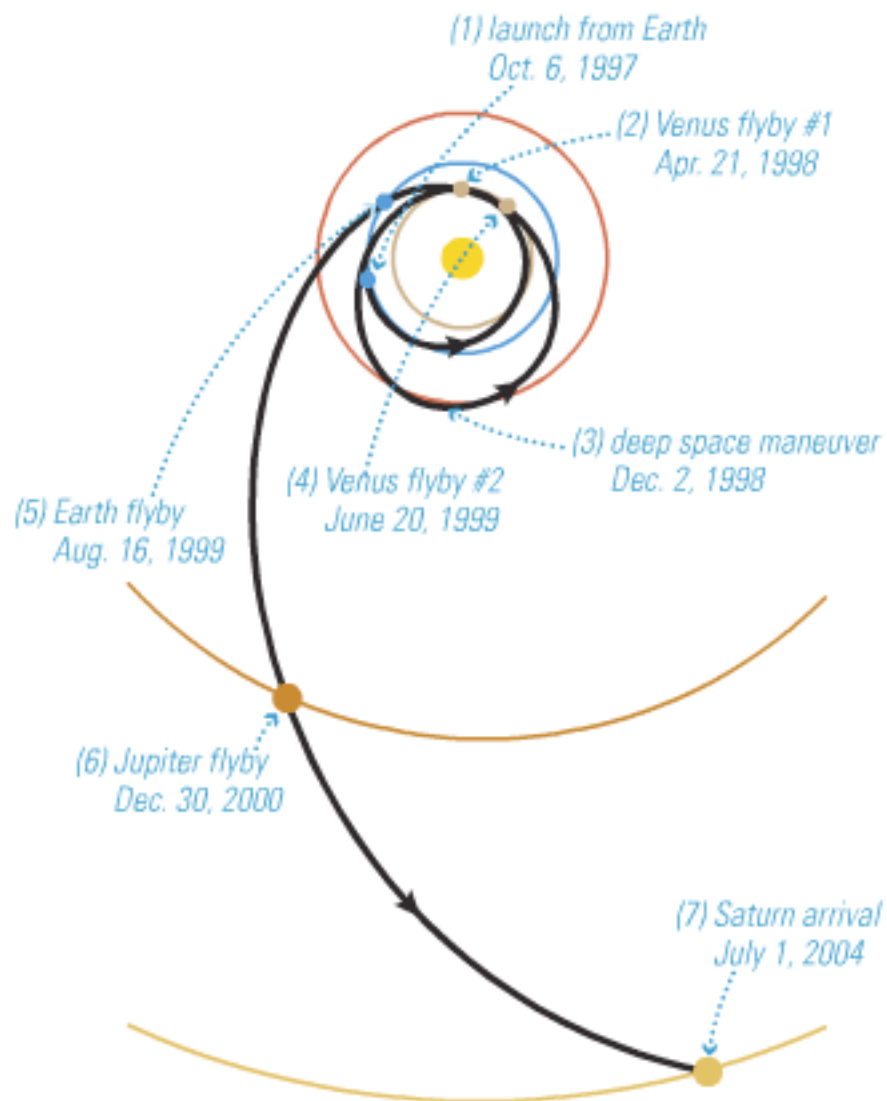 (1) launch from Earth
Oct. 6, 1997
(2) Venus flyby #1
Apr. 21, 1998
(3) deep space maneuver
Dec. 2, 1998
(4) Venus flyby #2
June 20, 1999
(5) Earth flyby
Aug. 16, 1999
(6) Jupiter flyby
Dec. 30, 2000
(7) Saturn arrival
July 1, 2004